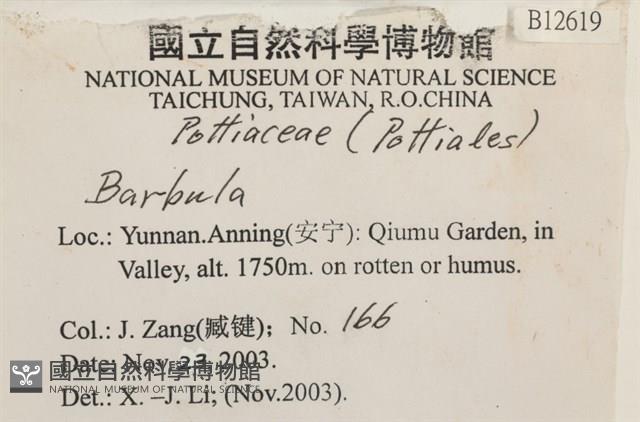 B12619
國立自然科學博物館
NATIONAL MUSEUM OF NATURAL SCIENCE
TAICHUNG, TAIWAN, R.O.CHINA
Pottiaceae (Pottiales)
Barbula
Loc.: Yunnan.Anning(安宁): Qiumu Garden, in
Valley, alt. 1750m. on rotten or humus.
Col.: J. Zang(臧键); No. 166
Date: Nov. 23, 2003.
國立自然科學博物館
NATIONAL MUSEUM OF NATURAL SCIENCE
Det.: X. –J. Li; (Nov.2003).